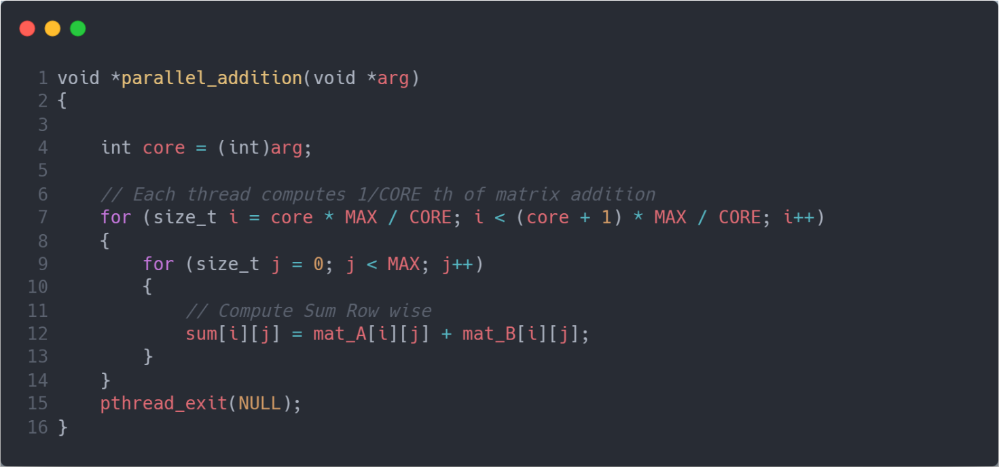 1 void *parallel_addition(void *arg)
2 {
3
4     int core = (int)arg;
5
6     // Each thread computes 1/CORE th of matrix addition
7     for (size_t i = core * MAX / CORE; i < (core + 1) * MAX / CORE; i++)
8     {
9         for (size_t j = 0; j < MAX; j++)
10         {
11             // Compute Sum Row wise
12             sum[i][j] = mat_A[i][j] + mat_B[i][j];
13         }
14     }
15     pthread_exit(NULL);
16 }